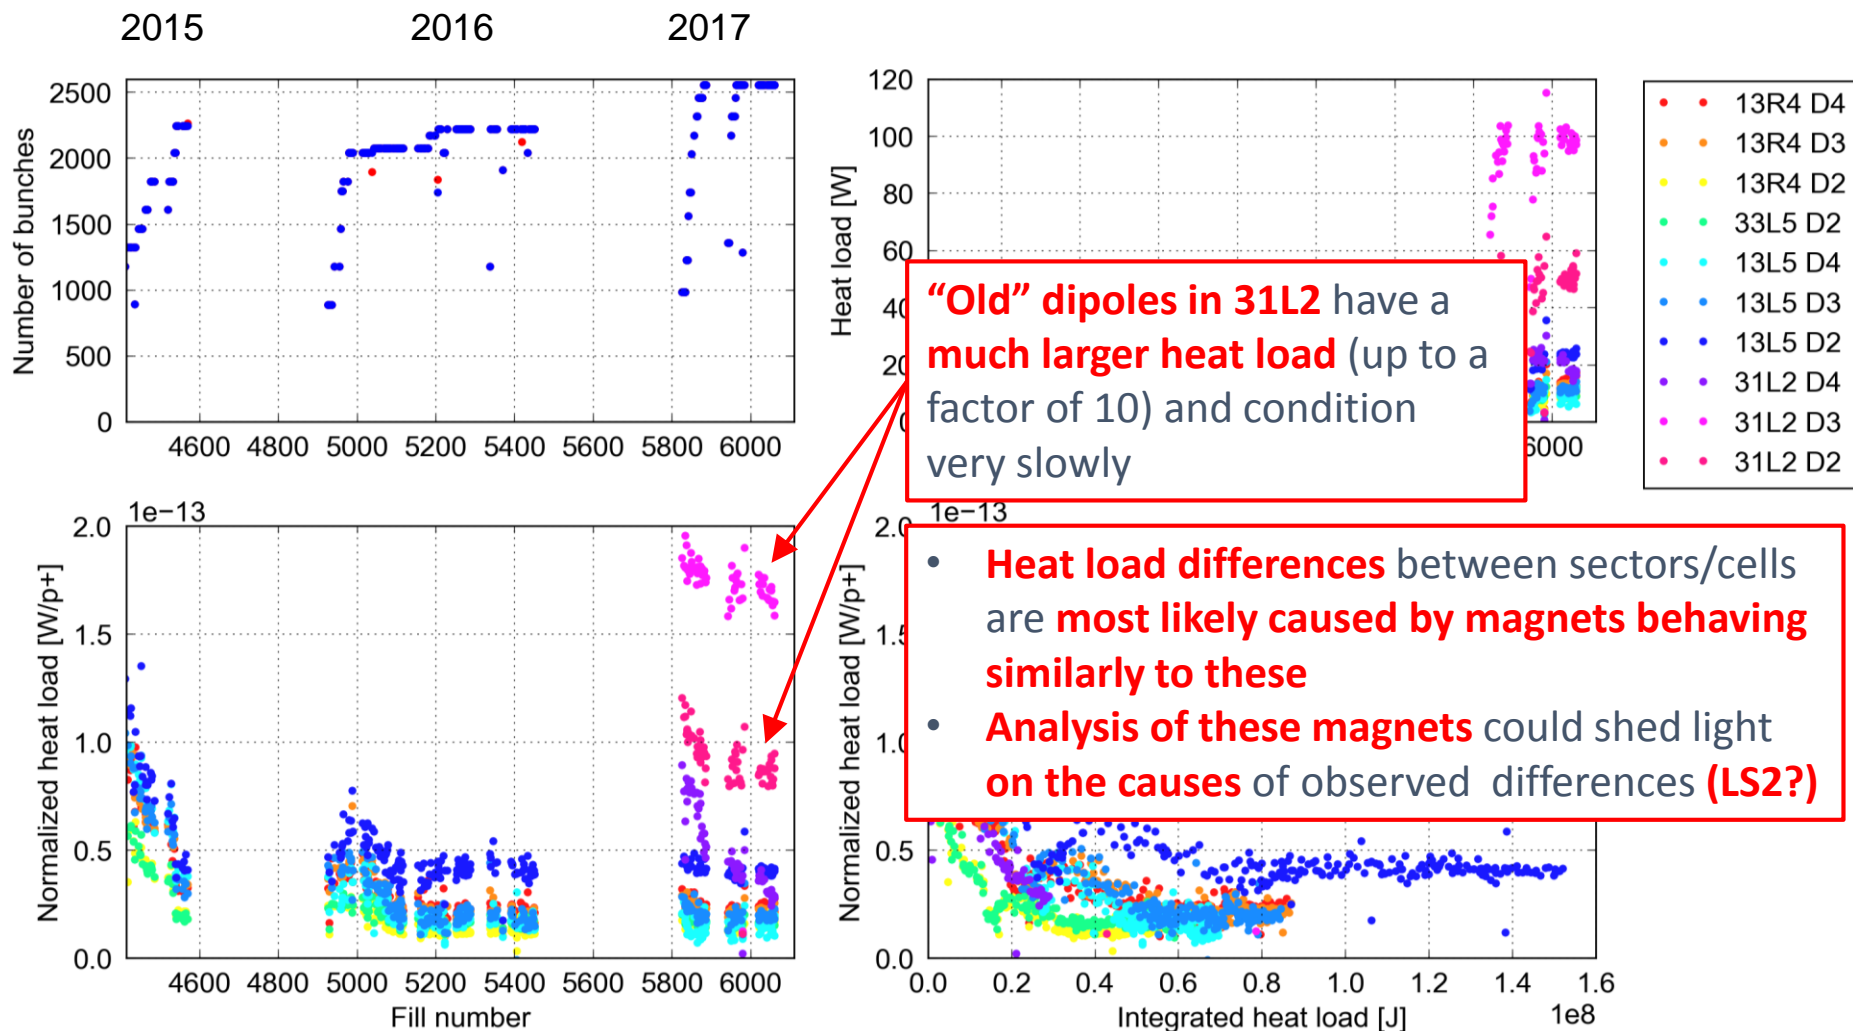 2015 2016 2017
Number of bunches
2500
2000
1500
1000
500
0
4600 4800 5000 5200 5400 5600 5800 6000
Heat load [W]
120
100
80
60
40
20
0
6000
13R4 D4
13R4 D3
13R4 D2
33L5 D2
13L5 D4
13L5 D3
13L5 D2
31L2 D4
31L2 D3
31L2 D2
“Old” dipoles in 31L2 have a
much larger heat load (up to a
factor of 10) and condition
very slowly
1e−13
Normalized heat load [W/p+]
2.0
1.5
1.0
0.5
0.0
4600 4800 5000 5200 5400 5600 5800 6000
Fill number
1e−13
Normalized heat load [W/p+]
2.0
1.5
1.0
0.5
0.0
• Heat load differences between sectors/cells
are most likely caused by magnets behaving
similarly to these
• Analysis of these magnets could shed light
on the causes of observed differences (LS2?)
0.0 0.2 0.4 0.6 0.8 1.0 1.2 1.4 1.6
Integrated heat load [J]
1e8